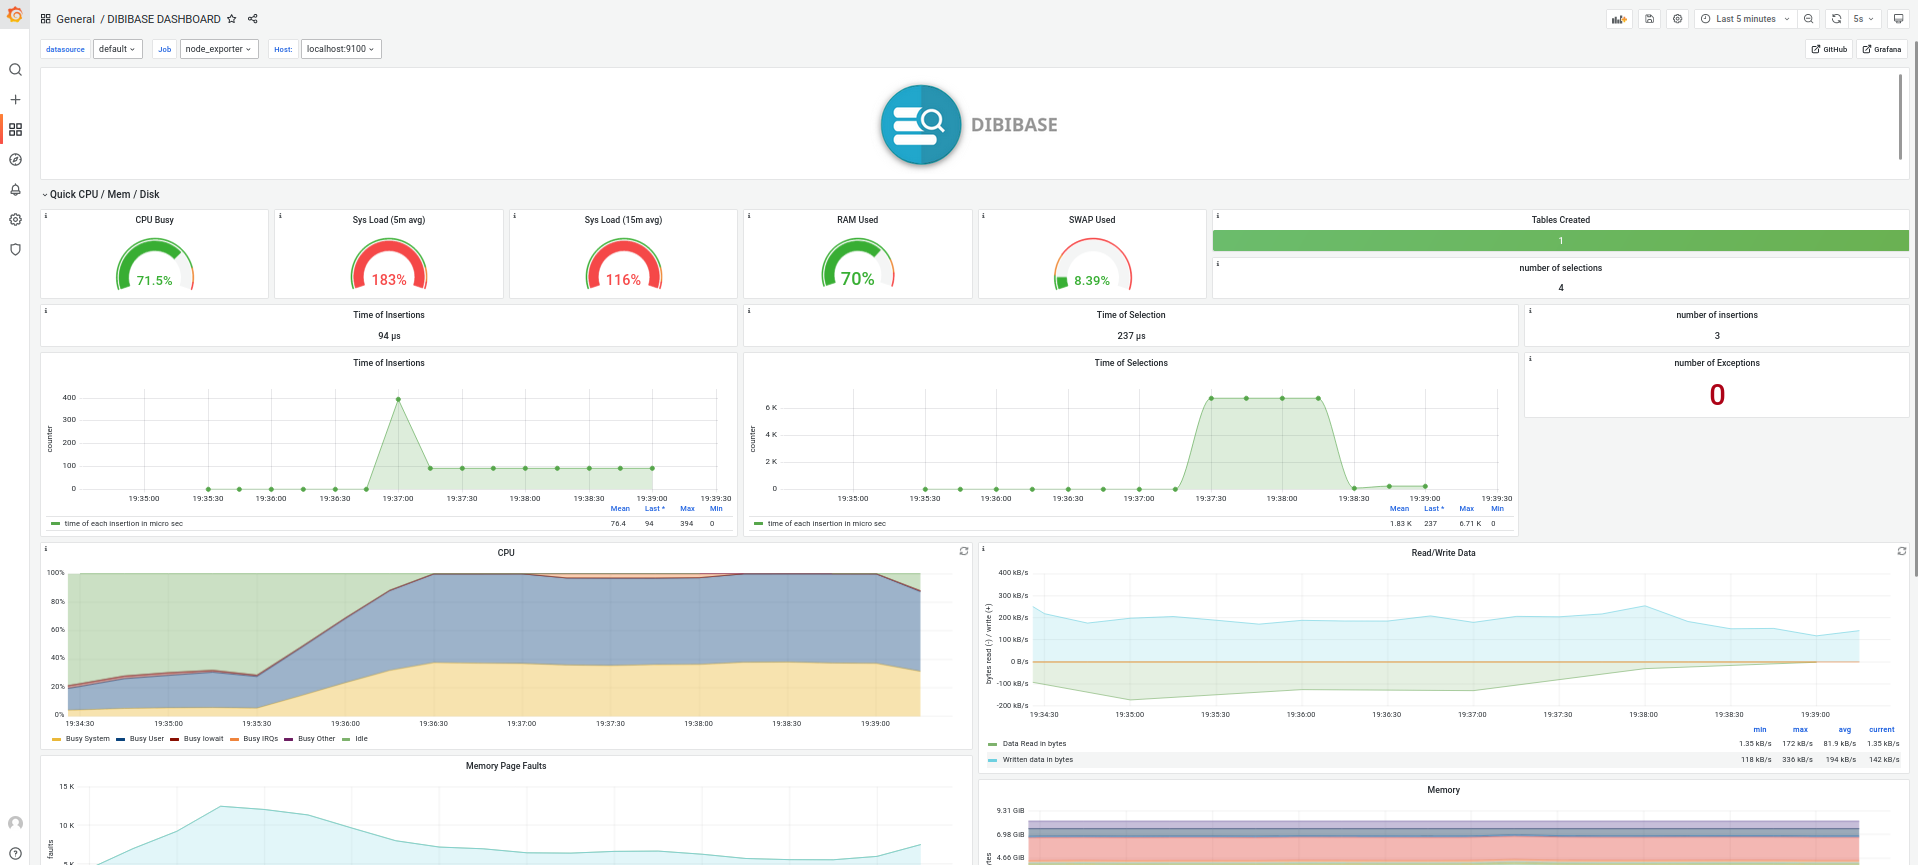 General / DIBIBASE DASHBOARD
Last 5 minutes
5s
datasource default Job node_exporter Host: localhost:9100
GitHub Grafana
DIBIBASE
Quick CPU / Mem / Disk
CPU Busy
71.5%
Sys Load (5m avg)
183%
Sys Load (15m avg)
116%
RAM Used
70%
SWAP Used
8.39%
Tables Created
1
number of selections
4
Time of Insertions
94 µs
Time of Selection
237 µs
number of insertions
3
Time of Insertions
counter
400
300
200
100
0
19:35:00 19:35:30 19:36:00 19:36:30 19:37:00 19:37:30 19:38:00 19:38:30 19:39:00 19:39:30
Mean Last * Max Min
time of each insertion in micro sec 76.4 94 394 0
Time of Selections
counter
6 K
4 K
2 K
0
19:35:00 19:35:30 19:36:00 19:36:30 19:37:00 19:37:30 19:38:00 19:38:30 19:39:00 19:39:30
Mean Last * Max Min
time of each insertion in micro sec 1.83 K 237 6.71 K 0
number of Exceptions
0
CPU
100%
80%
60%
40%
20%
0%
19:34:30 19:35:00 19:35:30 19:36:00 19:36:30 19:37:00 19:37:30 19:38:00 19:38:30 19:39:00
Busy System Busy User Busy Iowait Busy IRQs Busy Other Idle
Read/Write Data
bytes read (-) / write (+)
400 kB/s
300 kB/s
200 kB/s
100 kB/s
0 B/s
-100 kB/s
-200 kB/s
19:34:30 19:35:00 19:35:30 19:36:00 19:36:30 19:37:00 19:37:30 19:38:00 19:38:30 19:39:00
min max avg current
Data Read in bytes 1.35 kB/s 172 kB/s 81.9 kB/s 1.35 kB/s
Written data in bytes 118 kB/s 336 kB/s 194 kB/s 142 kB/s
Memory Page Faults
15 K
10 K
5 K
faults
Memory
9.31 GiB
6.98 GiB
4.66 GiB